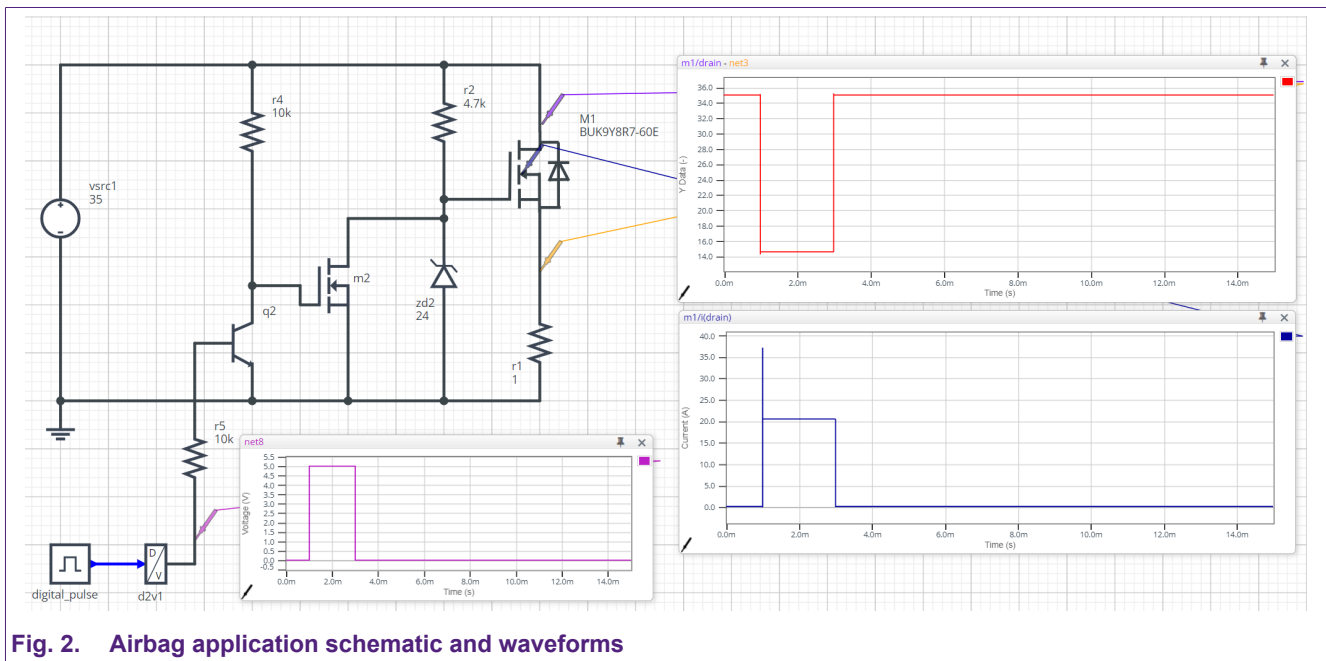 r4
10k
r2
4.7k
M1
BUK9Y8R7-60E
vsrc1
35
m2
q2
zd2
24
r1
1
r5
10k
digital_pulse
D
V
d2v1
m1/drain - net3
Y Data (-)
36.0
34.0
32.0
30.0
28.0
26.0
24.0
22.0
20.0
18.0
16.0
14.0
0.0m 2.0m 4.0m 6.0m 8.0m 10.0m 12.0m 14.0m
Time (s)
m1/i(drain)
Current (A)
40.0
35.0
30.0
25.0
20.0
15.0
10.0
5.0
0.0
0.0m 2.0m 4.0m 6.0m 8.0m 10.0m 12.0m 14.0m
Time (s)
net8
Voltage (V)
5.5
5.0
4.5
4.0
3.5
3.0
2.5
2.0
1.5
1.0
0.5
0.0
-0.5
0.0m 2.0m 4.0m 6.0m 8.0m 10.0m 12.0m 14.0m
Time (s)
Fig. 2. Airbag application schematic and waveforms